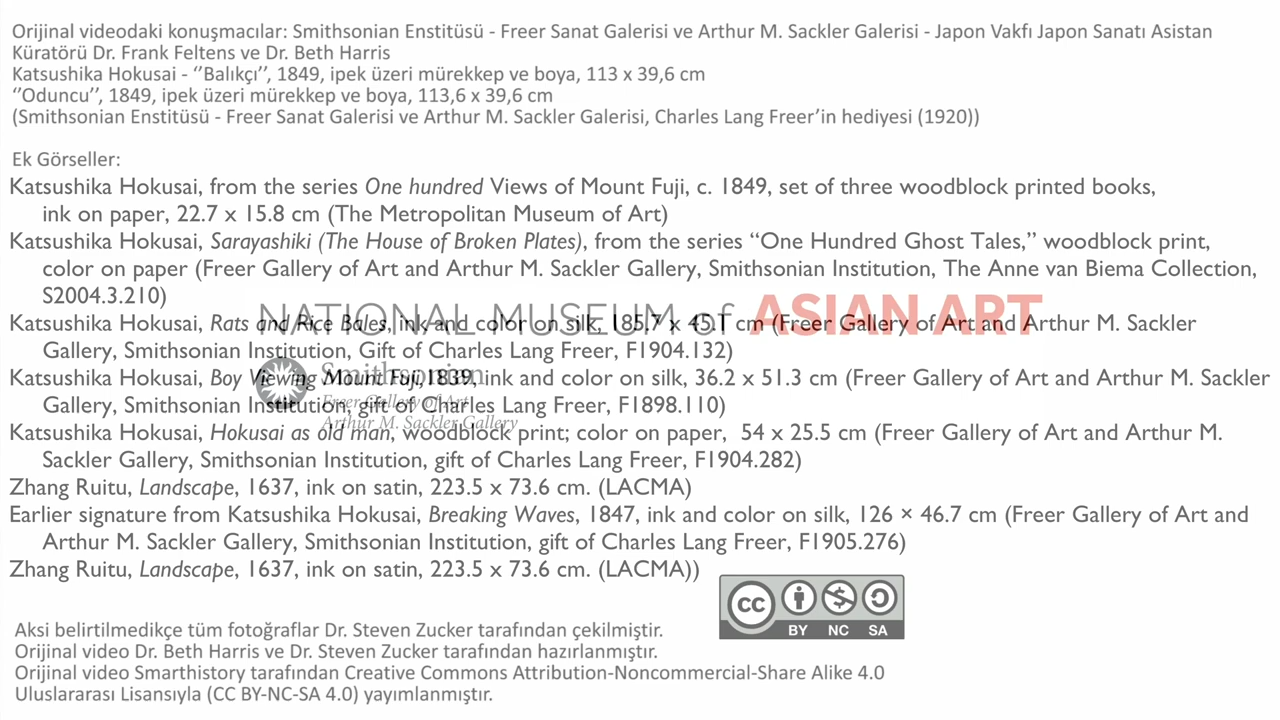 Orijinal videodaki konuşmacılar: Smithsonian Enstitüsü - Freer Sanat Galerisi ve Arthur M. Sackler Galerisi - Japon Vakfı Japon Sanatı Asistan
Küratörü Dr. Frank Feltens ve Dr. Beth Harris
Katsushika Hokusai - ‘’Balıkçı’’, 1849, ipek üzeri mürekkep ve boya, 113 x 39,6 cm
‘’Oduncu’’, 1849, ipek üzeri mürekkep ve boya, 113,6 x 39,6 cm
(Smithsonian Enstitüsü - Freer Sanat Galerisi ve Arthur M. Sackler Galerisi, Charles Lang Freer’in hediyesi (1920))
Ek Görseller:
Katsushika Hokusai, from the series One hundred Views of Mount Fuji, c. 1849, set of three woodblock printed books,
ink on paper, 22.7 x 15.8 cm (The Metropolitan Museum of Art)
Katsushika Hokusai, Sarayashiki (The House of Broken Plates), from the series “One Hundred Ghost Tales,” woodblock print,
color on paper (Freer Gallery of Art and Arthur M. Sackler Gallery, Smithsonian Institution, The Anne van Biema Collection,
S2004.3.210)
NATIONAL MUSEUM of ASIAN ART
Katsushika Hokusai, Rats and Rice Bales, ink and color on silk, 185.7 x 45.1 cm (Freer Gallery of Art and Arthur M. Sackler
Gallery, Smithsonian Institution, Gift of Charles Lang Freer, F1904.132)
Smithsonian
Katsushika Hokusai, Boy Viewing Mount Fuji, 1839, ink and color on silk, 36.2 x 51.3 cm (Freer Gallery of Art and Arthur M. Sackler
Freer Gallery of Art
Gallery, Smithsonian Institution, gift of Charles Lang Freer, F1898.110)
Arthur M. Sackler Gallery
Katsushika Hokusai, Hokusai as old man, woodblock print; color on paper, 54 x 25.5 cm (Freer Gallery of Art and Arthur M.
Sackler Gallery, Smithsonian Institution, gift of Charles Lang Freer, F1904.282)
Zhang Ruitu, Landscape, 1637, ink on satin, 223.5 x 73.6 cm. (LACMA)
Earlier signature from Katsushika Hokusai, Breaking Waves, 1847, ink and color on silk, 126 × 46.7 cm (Freer Gallery of Art and
Arthur M. Sackler Gallery, Smithsonian Institution, gift of Charles Lang Freer, F1905.276)
Zhang Ruitu, Landscape, 1637, ink on satin, 223.5 x 73.6 cm. (LACMA))
cc BY NC SA
Aksi belirtilmedikçe tüm fotoğraflar Dr. Steven Zucker tarafından çekilmiştir.
Orijinal video Dr. Beth Harris ve Dr. Steven Zucker tarafından hazırlanmıştır.
Orijinal video Smarthistory tarafından Creative Commons Attribution-Noncommercial-Share Alike 4.0
Uluslararası Lisansıyla (CC BY-NC-SA 4.0) yayımlanmıştır.